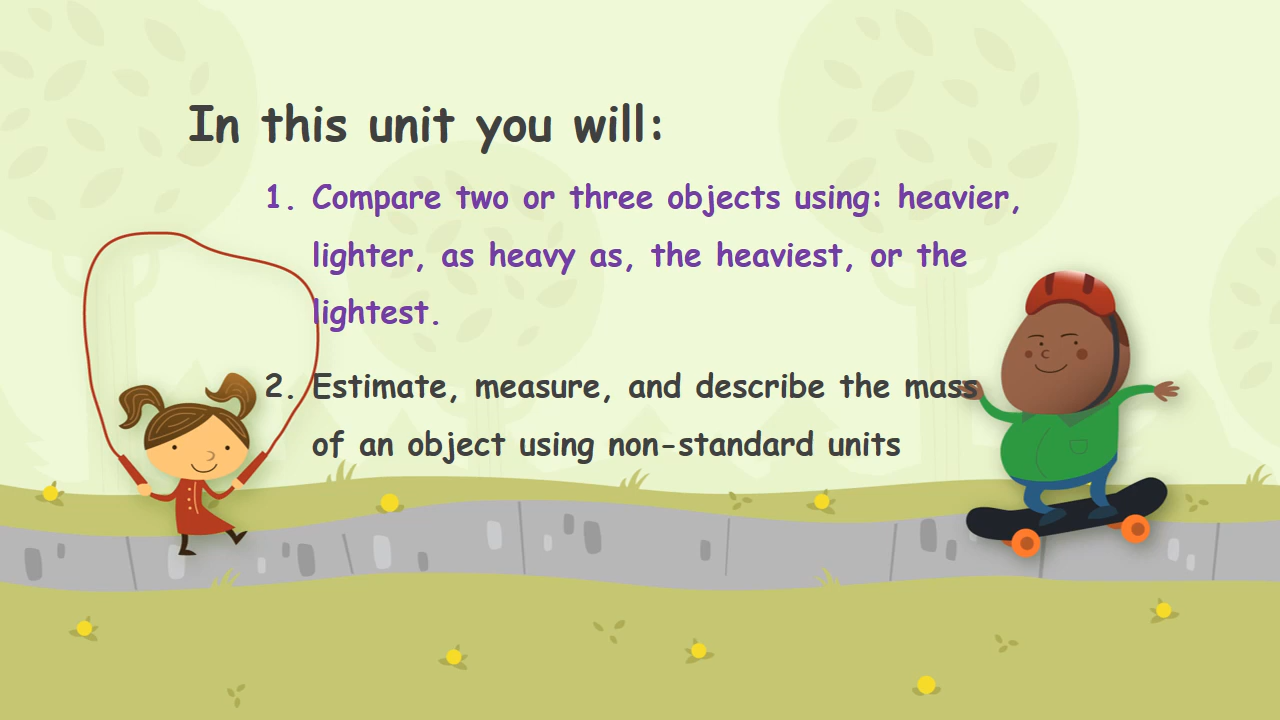 In this unit you will:
1. Compare two or three objects using: heavier,
lighter, as heavy as, the heaviest, or the
lightest.
2. Estimate, measure, and describe the mass
of an object using non-standard units